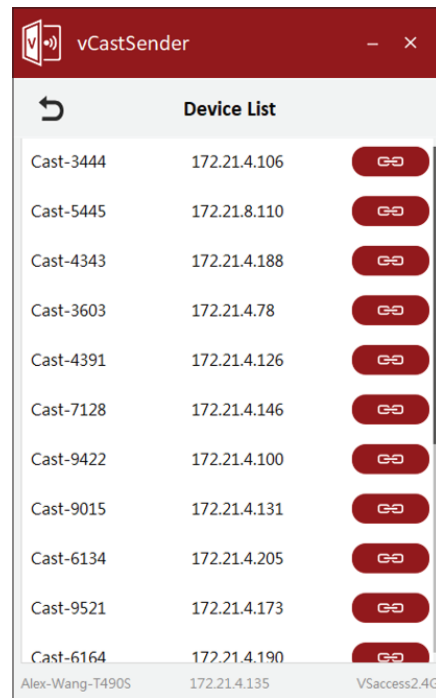 V vCastSender
Device List
Cast-3444 172.21.4.106
Cast-5445 172.21.8.110
Cast-4343 172.21.4.188
Cast-3603 172.21.4.78
Cast-4391 172.21.4.126
Cast-7128 172.21.4.146
Cast-9422 172.21.4.100
Cast-9015 172.21.4.131
Cast-6134 172.21.4.205
Cast-9521 172.21.4.173
Cast-6164 172.21.4.190
Alex-Wang-T490S 172.21.4.135 VSaccess2.4G